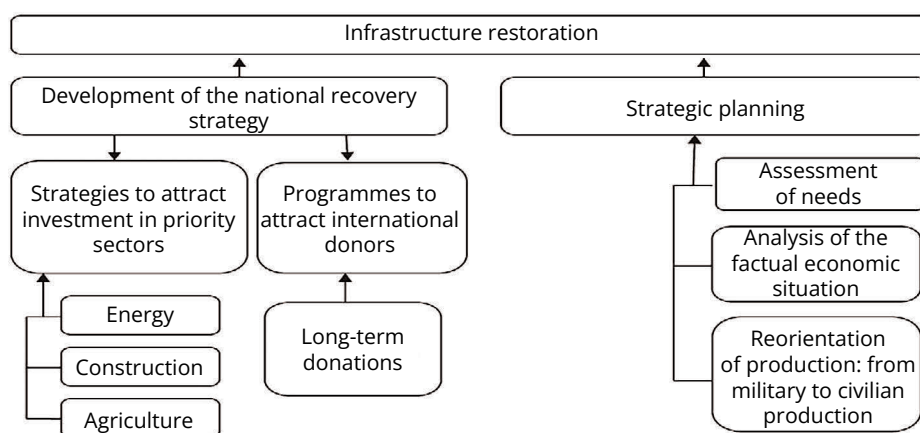 Infrastructure restoration
Development of the national recovery
strategy
Strategic planning
Strategies to attract
investment in priority
sectors
Programmes to
attract international
donors
Assessment
of needs
Analysis of the
factual economic
situation
Energy
Construction
Agriculture
Long-term
donations
Reorientation
of production: from
military to civilian
production